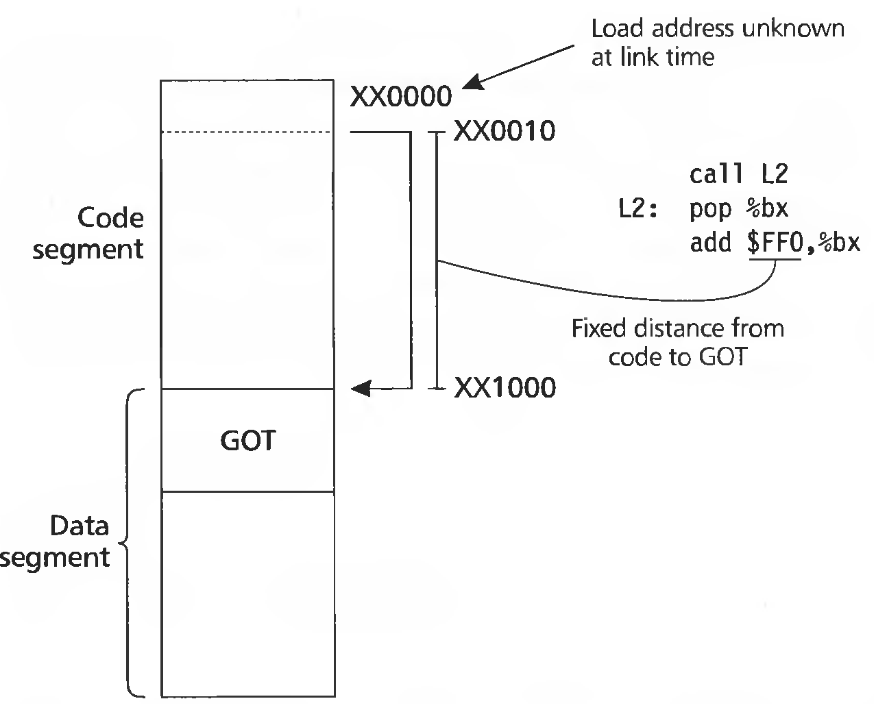 Load address unknown
at link time
XX0000
XX0010
call L2
L2: pop %bx
add $FF0,%bx
Code
segment
Fixed distance from
code to GOT
XX1000
GOT
Data
segment